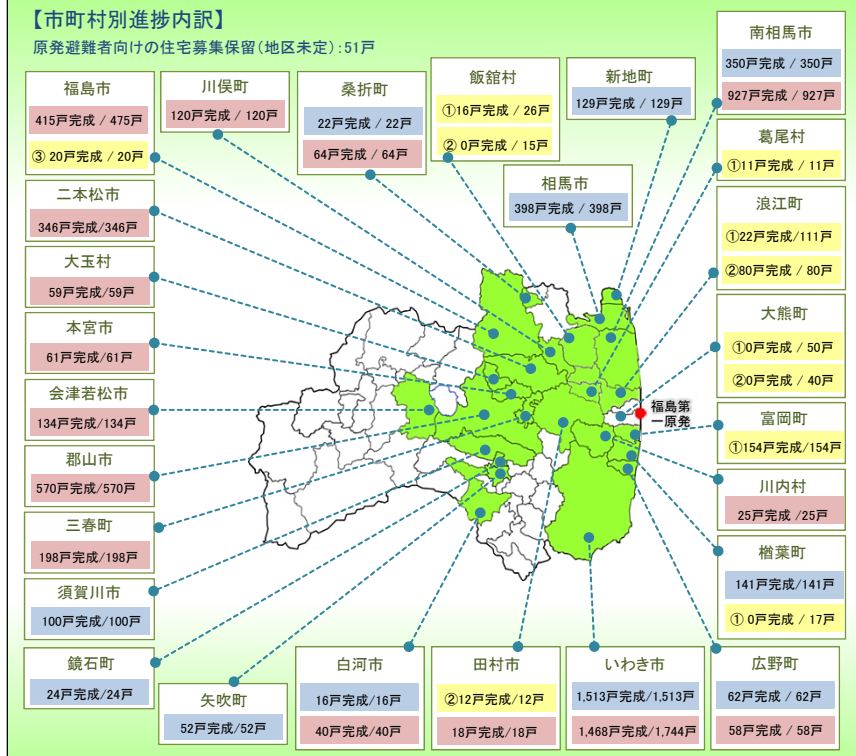 【市町村別進捗内訳】
原発避難者向けの住宅募集保留(地区未定):51戸
福島市
415戸完成 / 475戸
③ 20戸完成 / 20戸
川俣町
120戸完成 / 120戸
桑折町
22戸完成 / 22戸
64戸完成 / 64戸
飯舘村
①16戸完成 / 26戸
② 0戸完成 / 15戸
新地町
129戸完成 / 129戸
南相馬市
350戸完成 / 350戸
927戸完成 / 927戸
相馬市
398戸完成 / 398戸
葛尾村
①11戸完成 / 11戸
浪江町
①22戸完成/111戸
②80戸完成 / 80戸
大熊町
①0戸完成 / 50戸
②0戸完成 / 40戸
福島第
一原発
富岡町
①154戸完成/154戸
川内村
25戸完成 /25戸
楢葉町
141戸完成/141戸
① 0戸完成 / 17戸
二本松市
346戸完成/346戸
大玉村
59戸完成/59戸
本宮市
61戸完成/61戸
会津若松市
134戸完成/134戸
郡山市
570戸完成/570戸
三春町
198戸完成/198戸
須賀川市
100戸完成/100戸
鏡石町
24戸完成/24戸
矢吹町
52戸完成/52戸
白河市
16戸完成/16戸
40戸完成/40戸
田村市
②12戸完成/12戸
18戸完成/18戸
いわき市
1,513戸完成/1,513戸
1,468戸完成/1,744戸
広野町
62戸完成 / 62戸
58戸完成 / 58戸